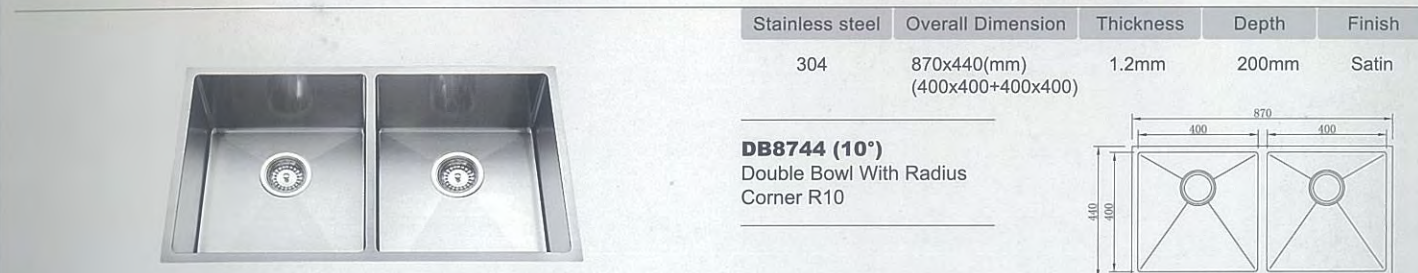 Stainless steel Overall Dimension Thickness Depth Finish
304 870x440(mm) 1.2mm 200mm Satin
(400x400+400x400)
DB8744 (10°)
Double Bowl With Radius
Corner R10
870
400 400
440 400